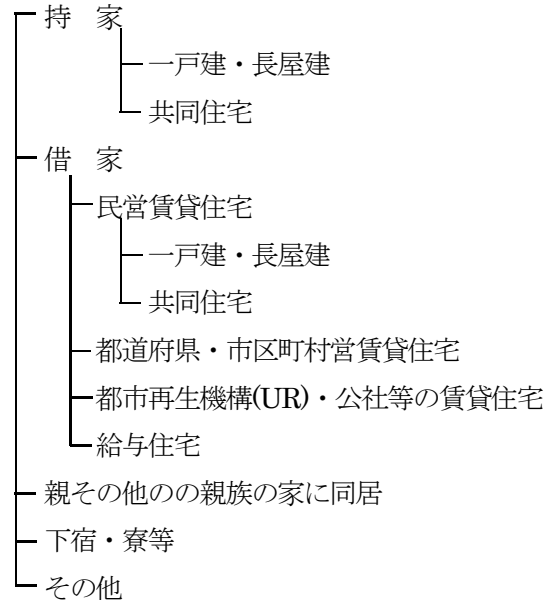 持　家
一戸建・長屋建
共同住宅
借　家
民営賃貸住宅
一戸建・長屋建
共同住宅
都道府県・市区町村営賃貸住宅
都市再生機構(UR)・公社等の賃貸住宅
給与住宅
親その他のの親族の家に同居
下宿・寮等
その他